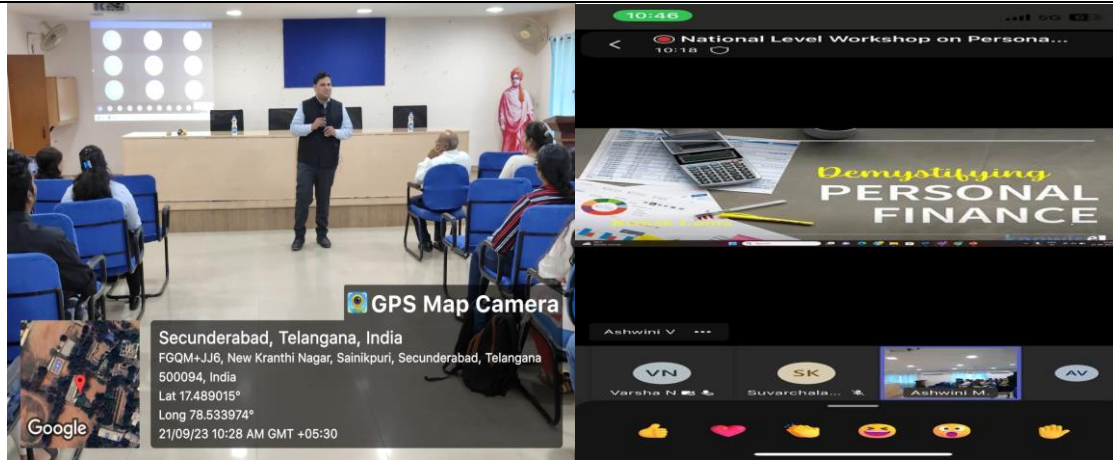 GPS Map Camera
Secunderabad, Telangana, India
FGQM+JJ6, New Kranthi Nagar, Sainikpuri, Secunderabad, Telangana
500094, India
Lat 17.489015°
Long 78.533974°
21/09/23 10:28 AM GMT +05:30
Google
10:46
5G
National Level Workshop on Persona...
10:18
Demystifying
PERSONAL
FINANCE
Ashwini V
VN
SK
AV
Varsha N
Suvarchala...
Ashwini M.